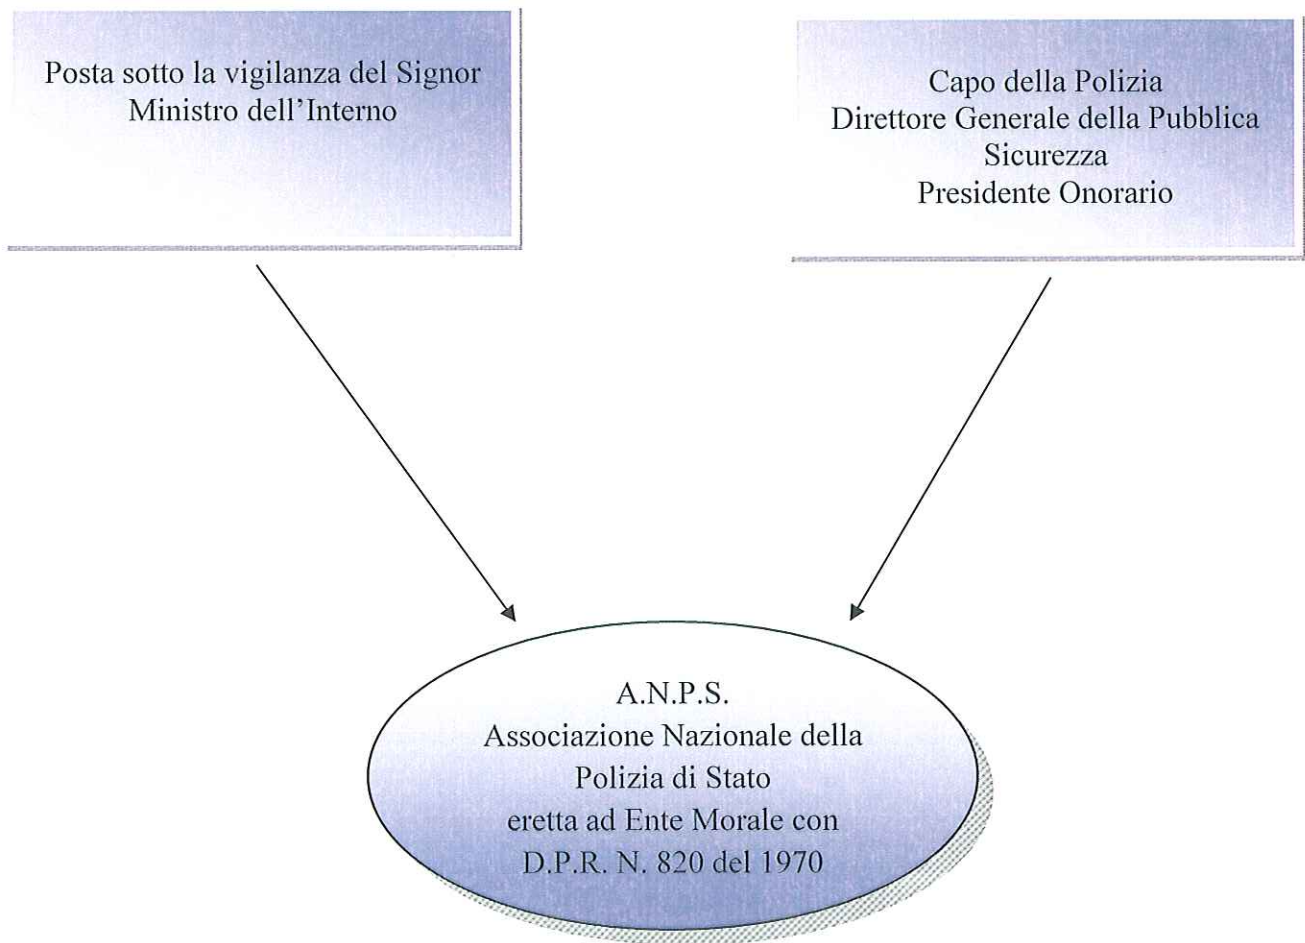 Posta sotto la vigilanza del Signor
Ministro dell'Interno
Capo della Polizia
Direttore Generale della Pubblica
Sicurezza
Presidente Onorario
A.N.P.S.
Associazione Nazionale della
Polizia di Stato
eretta ad Ente Morale con
D.P.R. N. 820 del 1970